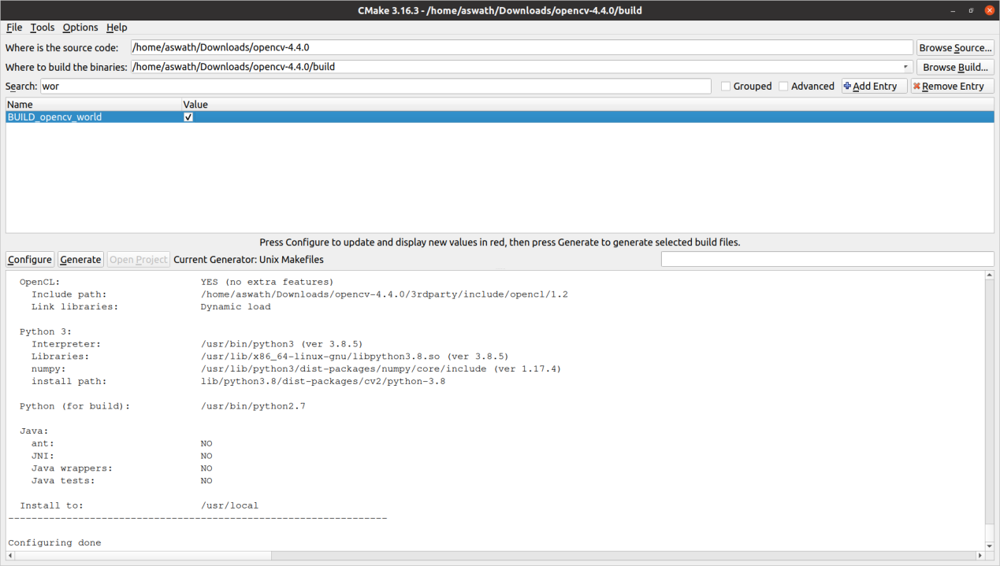 CMake 3.16.3 - /home/aswath/Downloads/opencv-4.4.0/build
File Tools Options Help
Where is the source code: /home/aswath/Downloads/opencv-4.4.0 Browse Source...
Where to build the binaries: /home/aswath/Downloads/opencv-4.4.0/build Browse Build...
Search: wor Grouped Advanced Add Entry Remove Entry
Name Value
BUILD_opencv_world
Press Configure to update and display new values in red, then press Generate to generate selected build files.
Configure Generate Open Project Current Generator: Unix Makefiles
OpenCL: YES (no extra features)
Include path: /home/aswath/Downloads/opencv-4.4.0/3rdparty/include/opencl/1.2
Link libraries: Dynamic load
Python 3:
Interpreter: /usr/bin/python3 (ver 3.8.5)
Libraries: /usr/lib/x86_64-linux-gnu/libpython3.8.so (ver 3.8.5)
numpy: /usr/lib/python3/dist-packages/numpy/core/include (ver 1.17.4)
install path: lib/python3.8/dist-packages/cv2/python-3.8
Python (for build): /usr/bin/python2.7
Java:
ant: NO
JNI: NO
Java wrappers: NO
Java tests: NO
Install to: /usr/local
-----------------------------------------------------------------
Configuring done